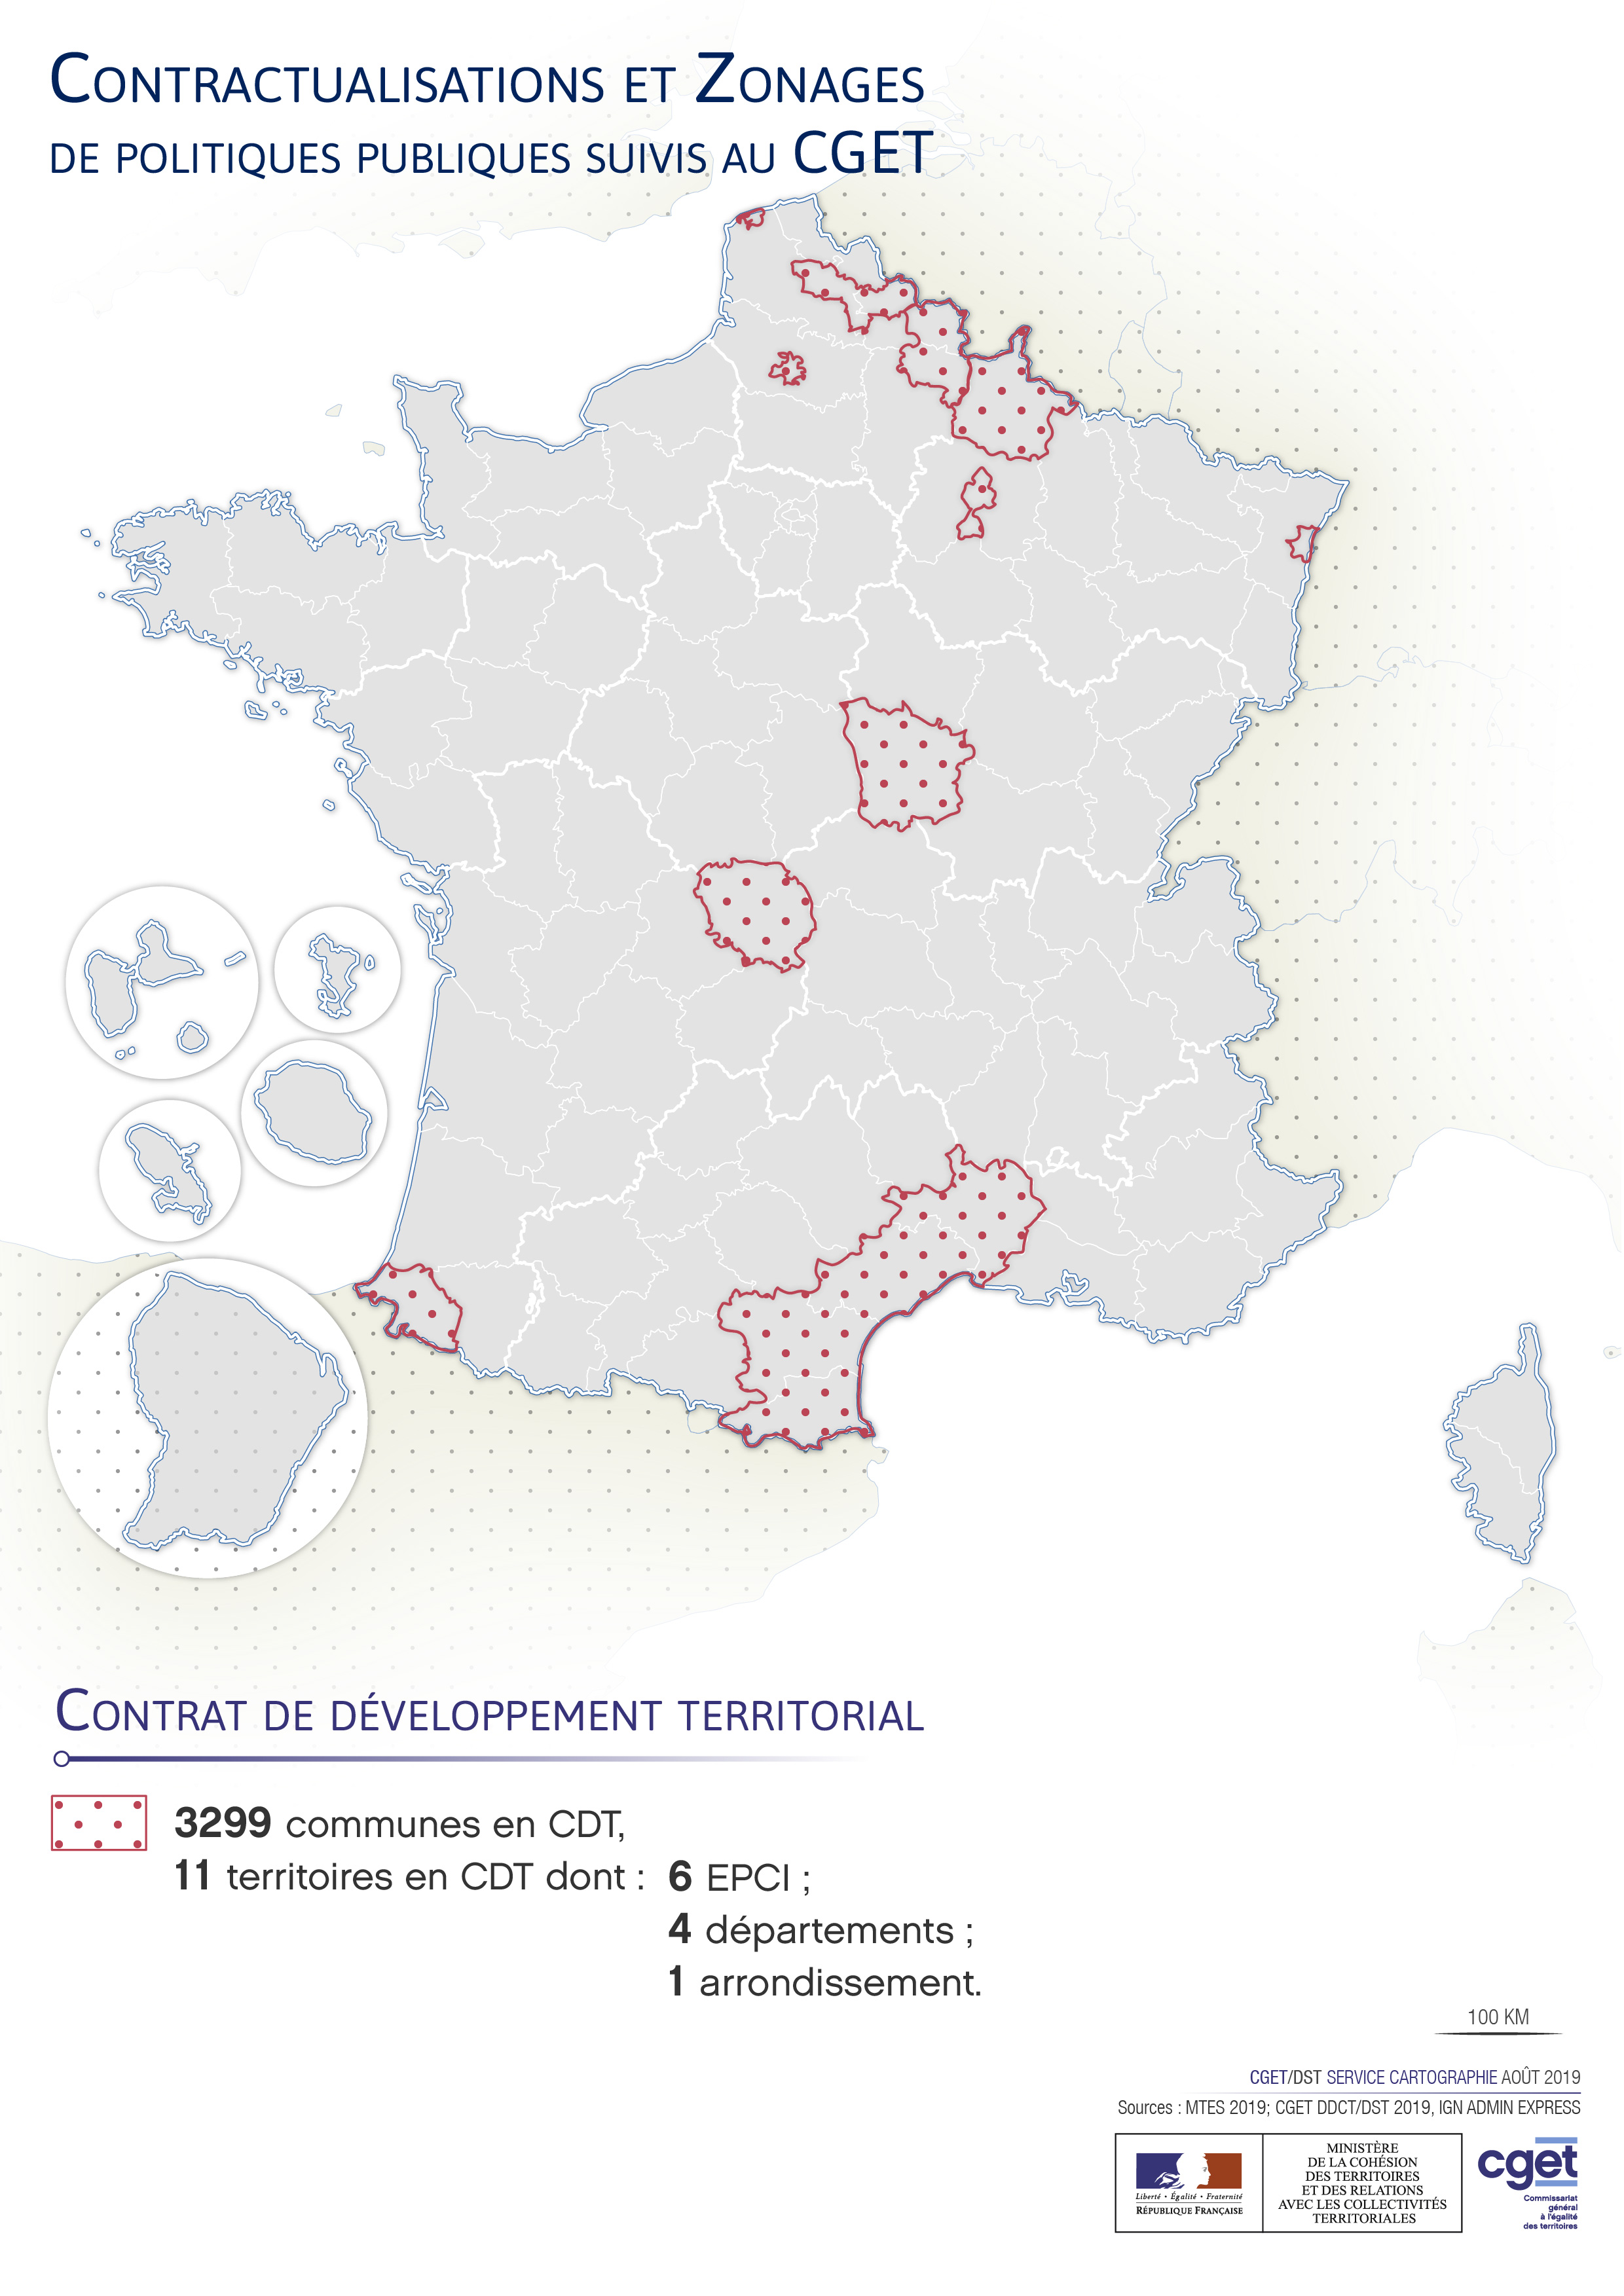 Contractualisations et Zonages
de politiques publiques suivis au CGET
Contrat de développement territorial
3299 communes en CDT,
11 territoires en CDT dont : 6 EPCI ;
4 départements ;
1 arrondissement.
100 KM
CGET/DST SERVICE CARTOGRAPHIE AOÛT 2019
Sources : MTES 2019; CGET DDCT/DST 2019, IGN ADMIN EXPRESS
Liberté • Égalité • Fraternité
RÉPUBLIQUE FRANÇAISE
MINISTÈRE
DE LA COHÉSION
DES TERRITOIRES
ET DES RELATIONS
AVEC LES COLLECTIVITÉS
TERRITORIALES
cget
Commissariat
général
à l'égalité
des territoires